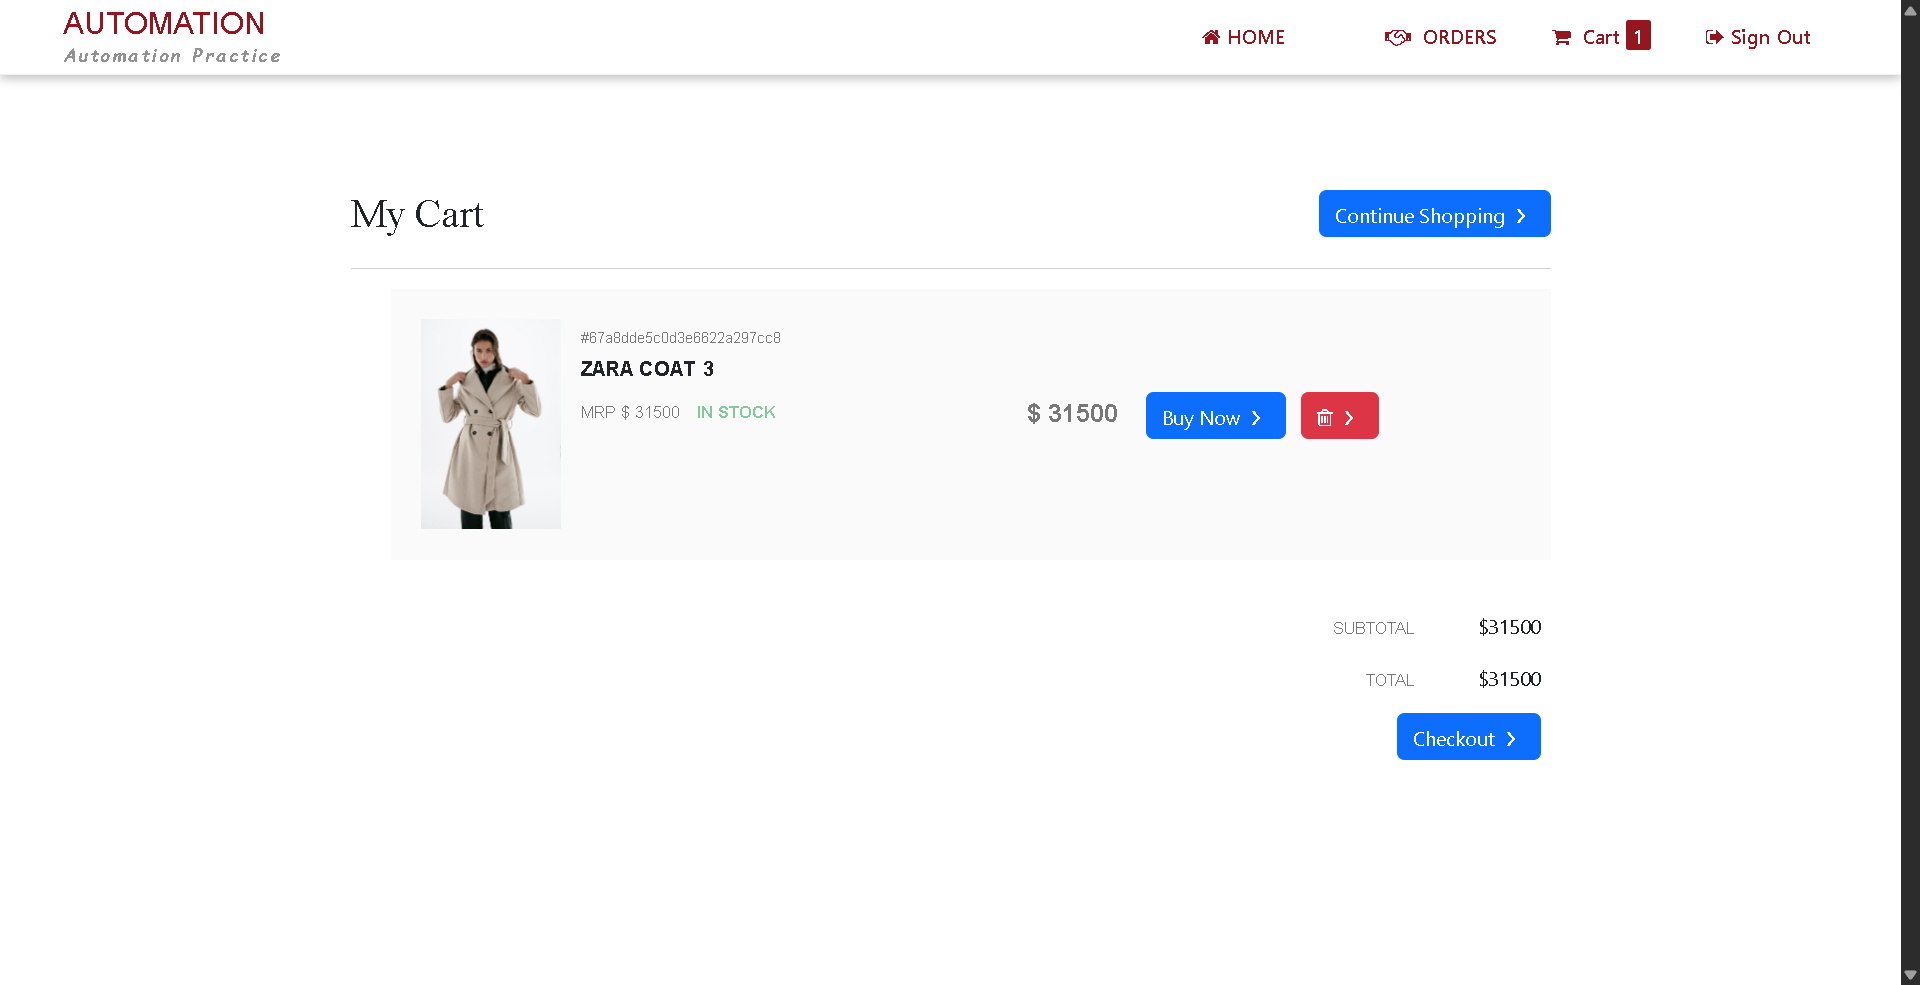 AUTOMATION
Automation Practice
HOME
ORDERS
Cart 1
Sign Out
My Cart
Continue Shopping
#67a8dde5c0d3e6622a297cc8
ZARA COAT 3
MRP $ 31500 IN STOCK
$ 31500
Buy Now
SUBTOTAL $31500
TOTAL $31500
Checkout